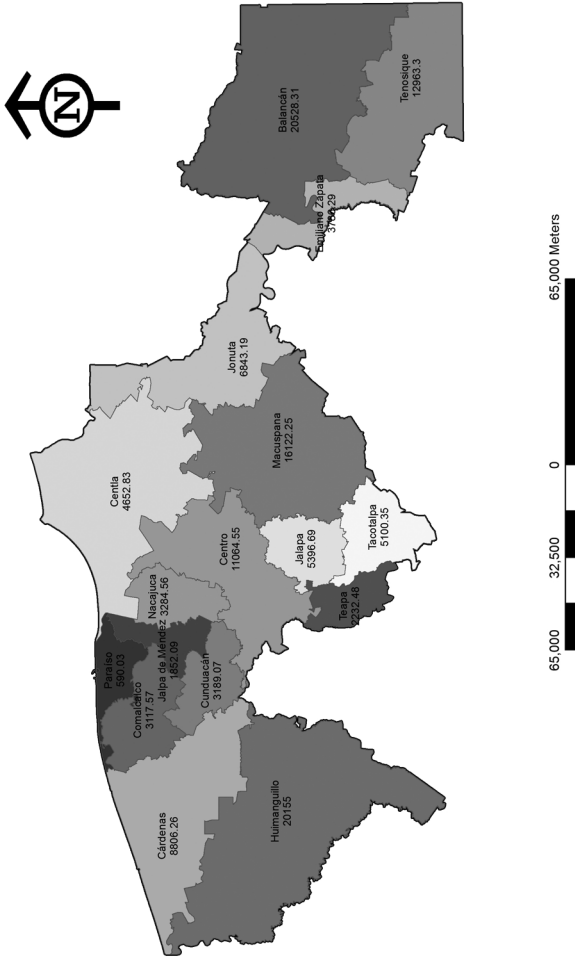 N
Balancán
20528.31
Tenosique
12963.3
Emiliano Zapata
Jonuta
6843.19
Macuspana
16122.25
Centla
4652.83
Centro
11064.55
Jalapa
5396.69
Tacotalpa
5100.35
Teapa
2232.48
Nacajuca
3284.56
Jalpa de Méndez
1852.09
Paraíso
590.03
Comalcalco
3117.57
Cunduacán
3189.07
Cárdenas
8806.26
Huimanguillo
20155
65,000 32,500 0 65,000 Meters